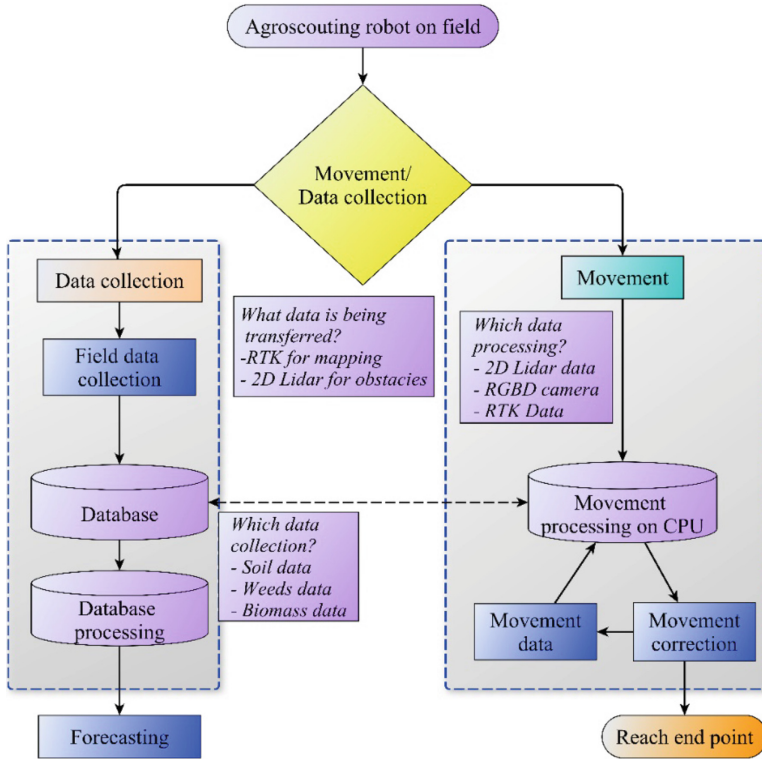 Agroscouting robot on field
Movement/
Data collection
Data collection
Field data
collection
Database
Database
processing
Forecasting
What data is being
transferred?
-RTK for mapping
- 2D Lidar for obstacies
Which data
collection?
- Soil data
- Weeds data
- Biomass data
Movement
Which data
processing?
- 2D Lidar data
- RGBD camera
- RTK Data
Movement
processing on CPU
Movement
data
Movement
correction
Reach end point